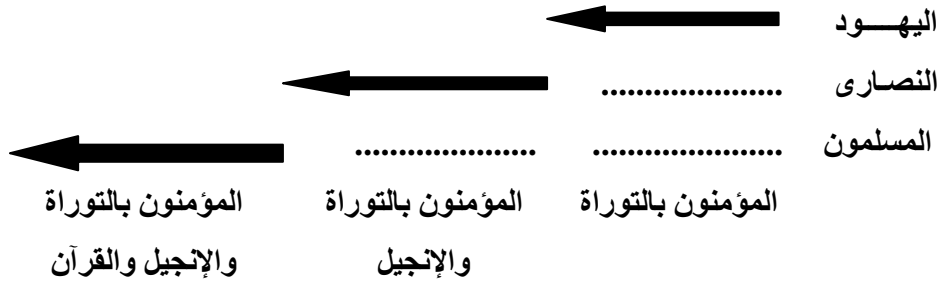 اليهـــود
النصـارى .....................
المسلمون ...................... .....................
المؤمنون بالتوراة المؤمنون بالتوراة المؤمنون بالتوراة
والإنجيل والإنجيل والقرآن